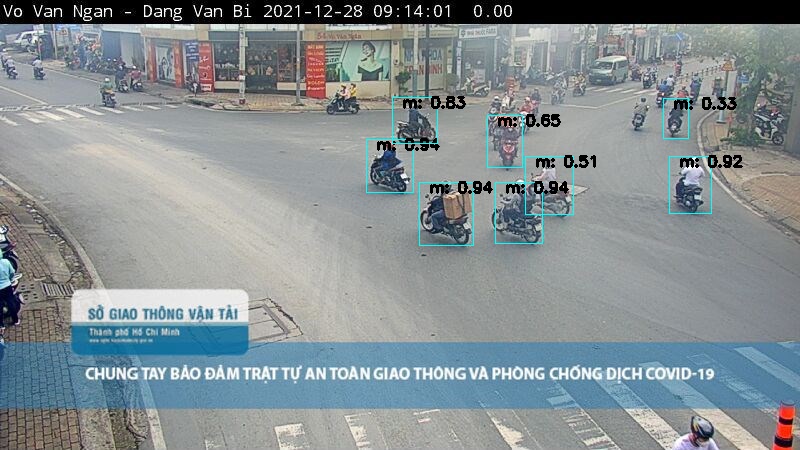 Vo Van Ngan - Dang Van Bi 2021-12-28 09:14:01 0.00
m: 0.83
m: 0.65
m: 0.33
m: 0.94
m: 0.51
m: 0.92
m: 0.94
m: 0.94
SỞ GIAO THÔNG VẬN TẢI
Thành phố Hồ Chí Minh
CHUNG TAY BẢO ĐẢM TRẬT TỰ AN TOÀN GIAO THÔNG VÀ PHÒNG CHỐNG DỊCH COVID-19